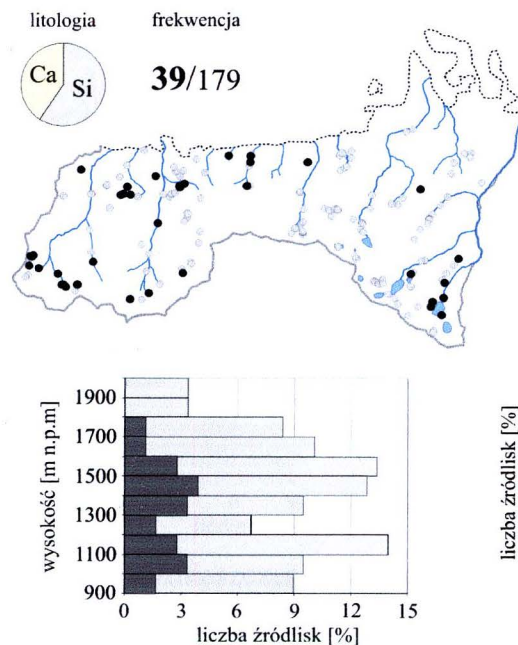 litologia
frekwencja
Ca
Si
39/179
wysokość [m n.p.m]
1900
1700
1500
1300
1100
900
0 3 6 9 12 15
liczba źródlisk [%]
liczba źródlisk [%]